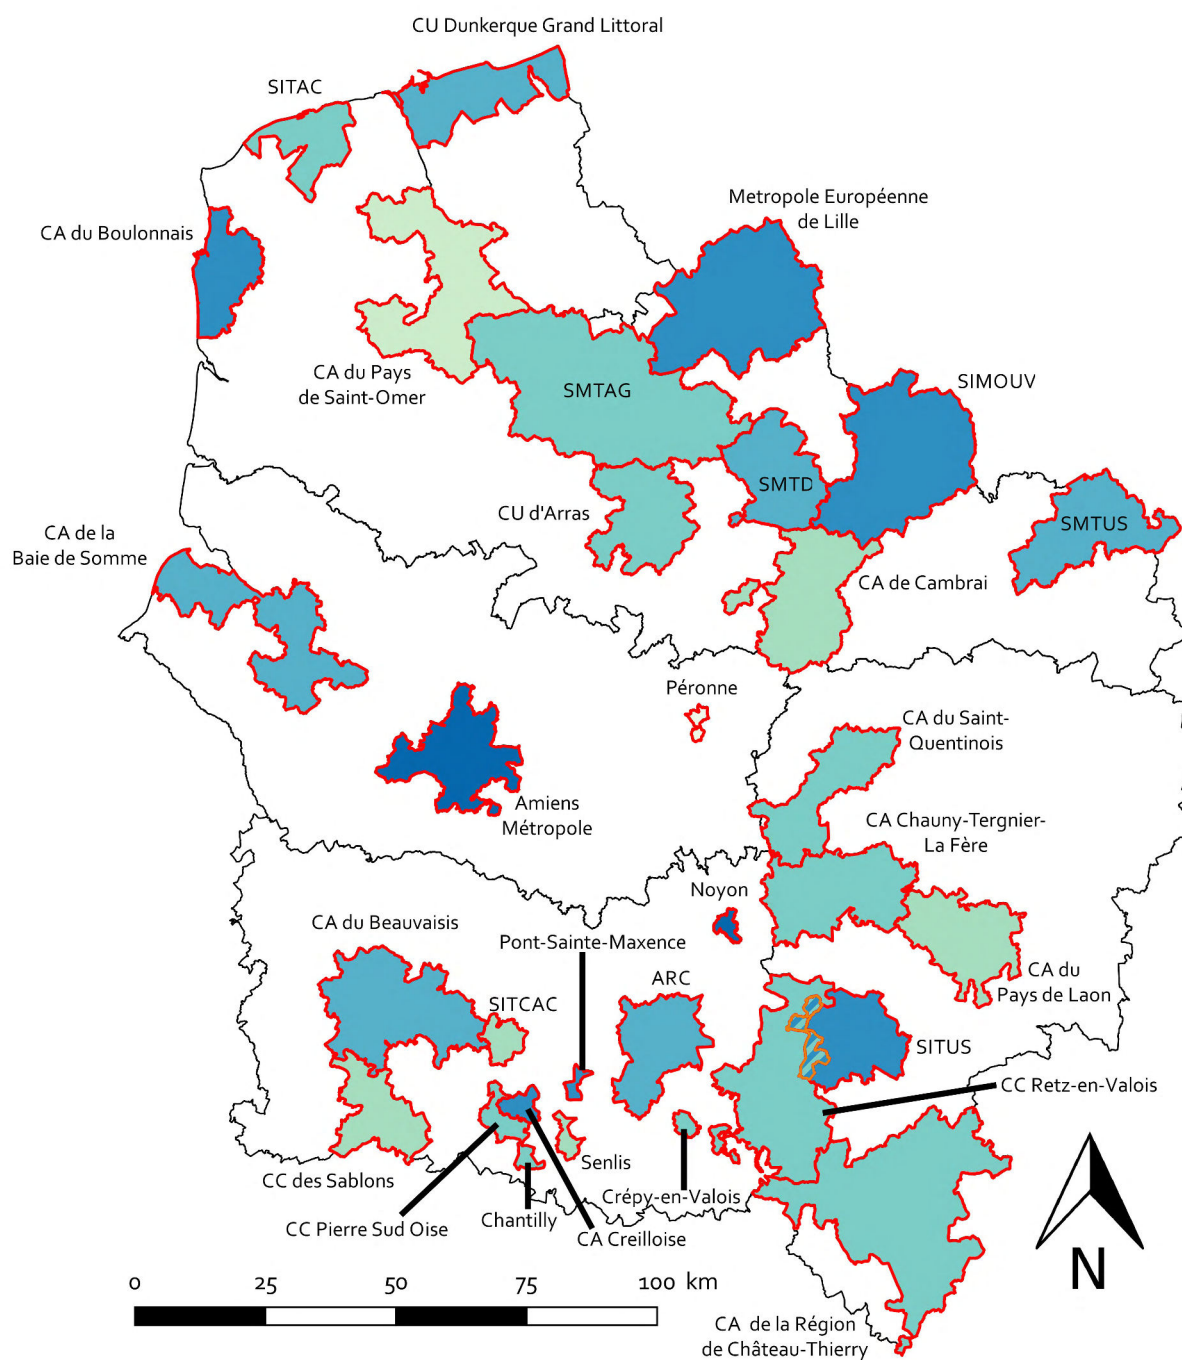 CU Dunkerque Grand Littoral
SITAC
Metropole Européenne
de Lille
CA du Boulonnais
CA du Pays
de Saint-Omer
SMTAG
SIMOUV
SMTD
CU d'Arras
SMTUS
CA de la
Baie de Somme
CA de Cambrai
Péronne
CA du Saint-
Quentinois
Amiens
Métropole
CA Chauny-Tergnier-
La Fère
Noyon
CA du Beauvaisis
Pont-Sainte-Maxence
ARC
SITCAC
CA du
Pays de Laon
SITUS
CC Retz-en-Valois
CC des Sablons
Senlis
Crépy-en-Valois
CC Pierre Sud Oise
Chantilly
CA Creilloise
N
0 25 50 75 100 km
CA de la Région
de Château-Thierry